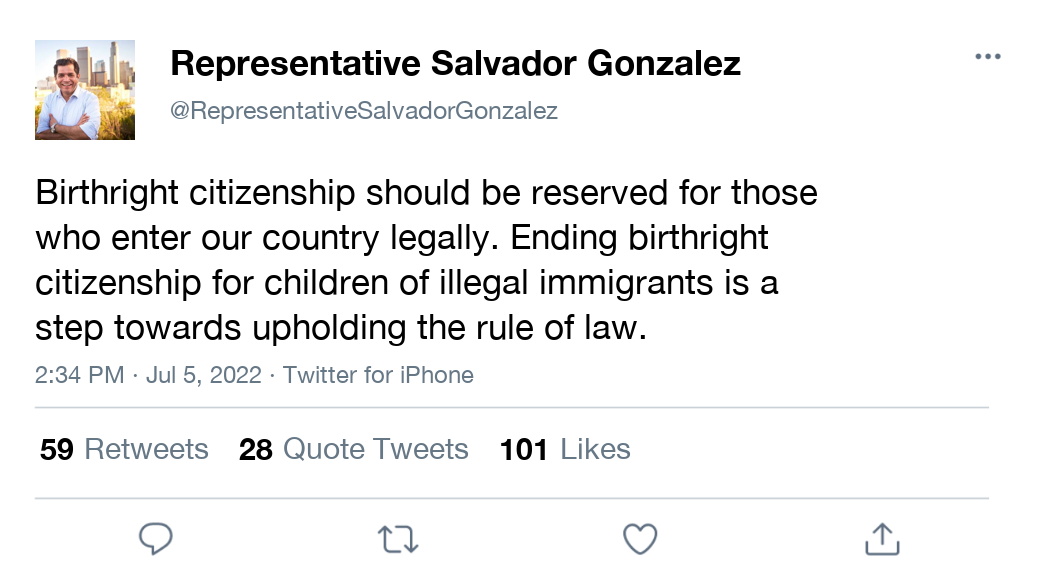 Representative Salvador Gonzalez
@RepresentativeSalvadorGonzalez
Birthright citizenship should be reserved for those
who enter our country legally. Ending birthright
citizenship for children of illegal immigrants is a
step towards upholding the rule of law.
2:34 PM · Jul 5, 2022 · Twitter for iPhone
59 Retweets 28 Quote Tweets 101 Likes